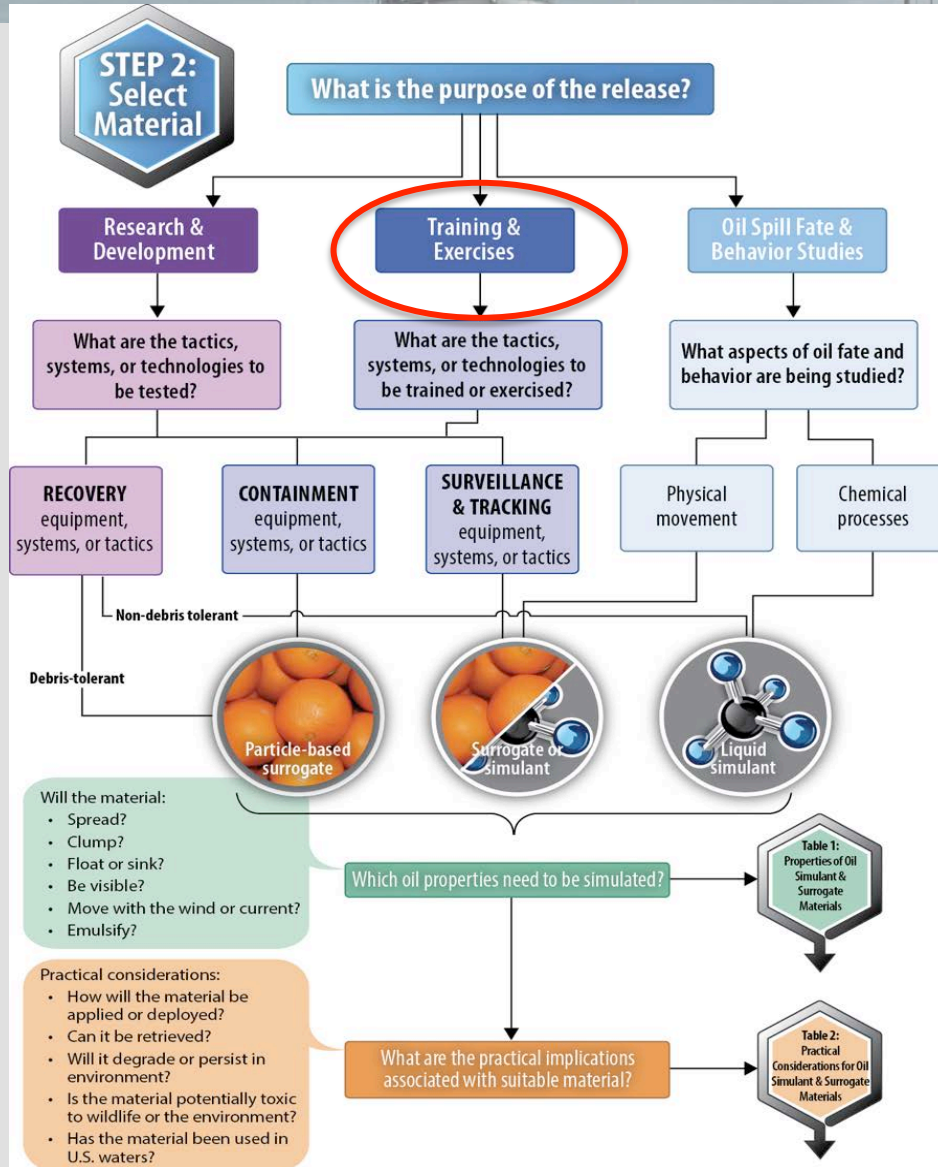 STEP 2:
Select
Material
What is the purpose of the release?
Research &
Development
Training &
Exercises
Oil Spill Fate &
Behavior Studies
What are the tactics,
systems, or technologies to
be tested?
What are the tactics,
systems, or technologies to
be trained or exercised?
What aspects of oil fate and
behavior are being studied?
RECOVERY
equipment,
systems, or tactics
CONTAINMENT
equipment,
systems, or tactics
SURVEILLANCE
& TRACKING
equipment,
systems, or tactics
Physical
movement
Chemical
processes
Non-debris tolerant
Debris-tolerant
Particle-based
surrogate
Surrogate or
simulant
Liquid
simulant
Will the material:
• Spread?
• Clump?
• Float or sink?
• Be visible?
• Move with the wind or current?
• Emulsify?
Which oil properties need to be simulated?
Table 1:
Properties of Oil
Simulant &
Surrogate
Materials
Practical considerations:
• How will the material be
applied or deployed?
• Can it be retrieved?
• Will it degrade or persist in
environment?
• Is the material potentially toxic
to wildlife or the environment?
• Has the material been used in
U.S. waters?
What are the practical implications
associated with suitable material?
Table 2:
Practical
Considerations for Oil
Simulant & Surrogate
Materials